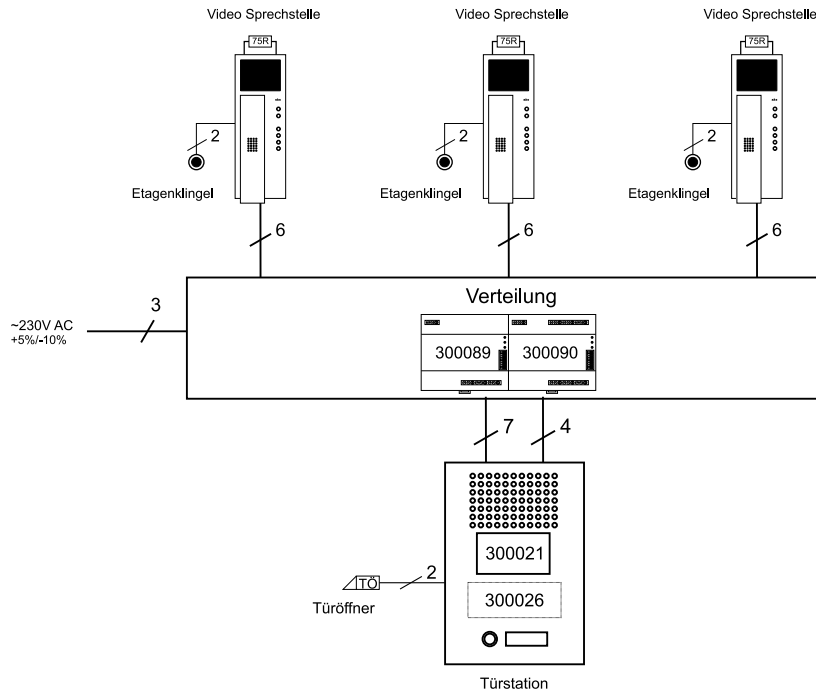 Video Sprechstelle Video Sprechstelle Video Sprechstelle
75R 75R 75R
2 2 2
Etagenklingel Etagenklingel Etagenklingel
6 6 6
Verteilung
3
~230V AC
+5%/-10%
300089 300090
7 4
300021
2
TÖ
300026
Türöffner
Türstation